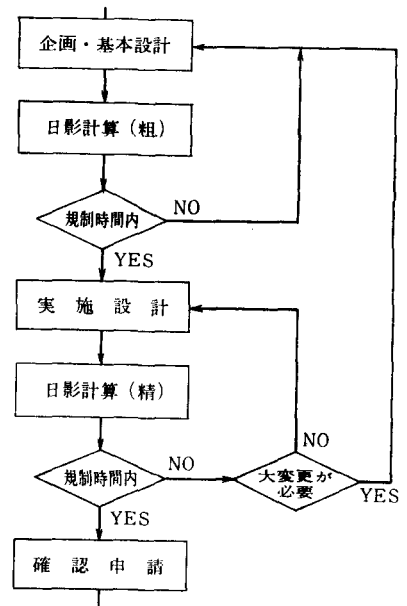 企画・基本設計
日影計算（粗）
規制時間内
NO
YES
実施設計
日影計算（精）
NO
規制時間内
NO
大変更が
必要
YES
YES
確認申請